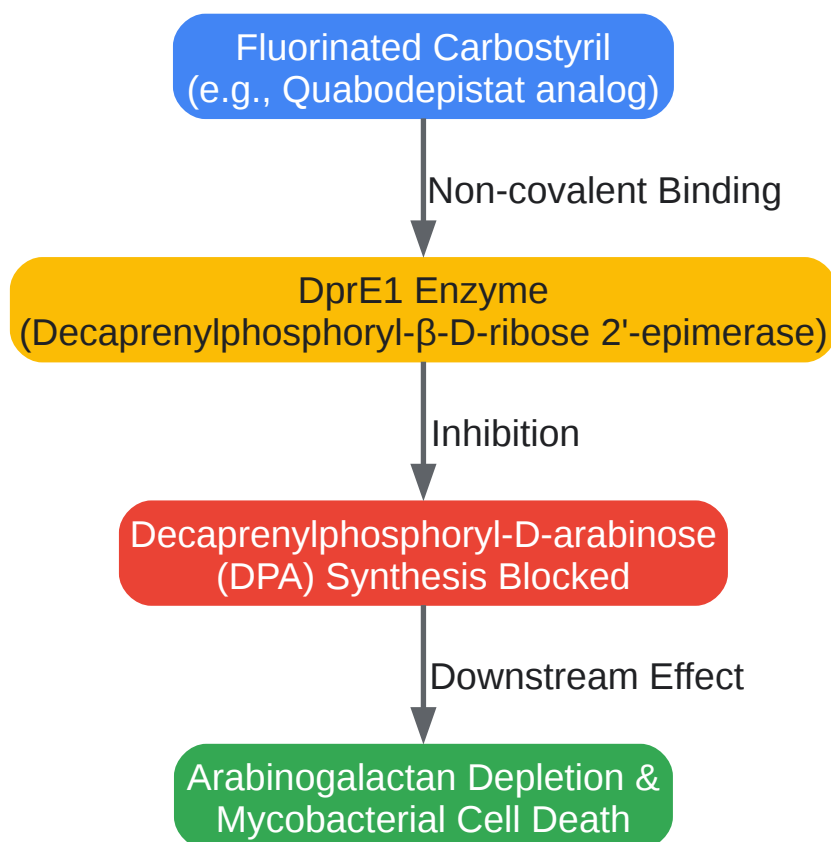 Fluorinated Carbostyril
(e.g., Quabodepistat analog)
Non-covalent Binding
DprE1 Enzyme
(Decaprenylphosphoryl-β-D-ribose 2'-epimerase)
Inhibition
Decaprenylphosphoryl-D-arabinose
(DPA) Synthesis Blocked
Downstream Effect
Arabinogalactan Depletion &
Mycobacterial Cell Death